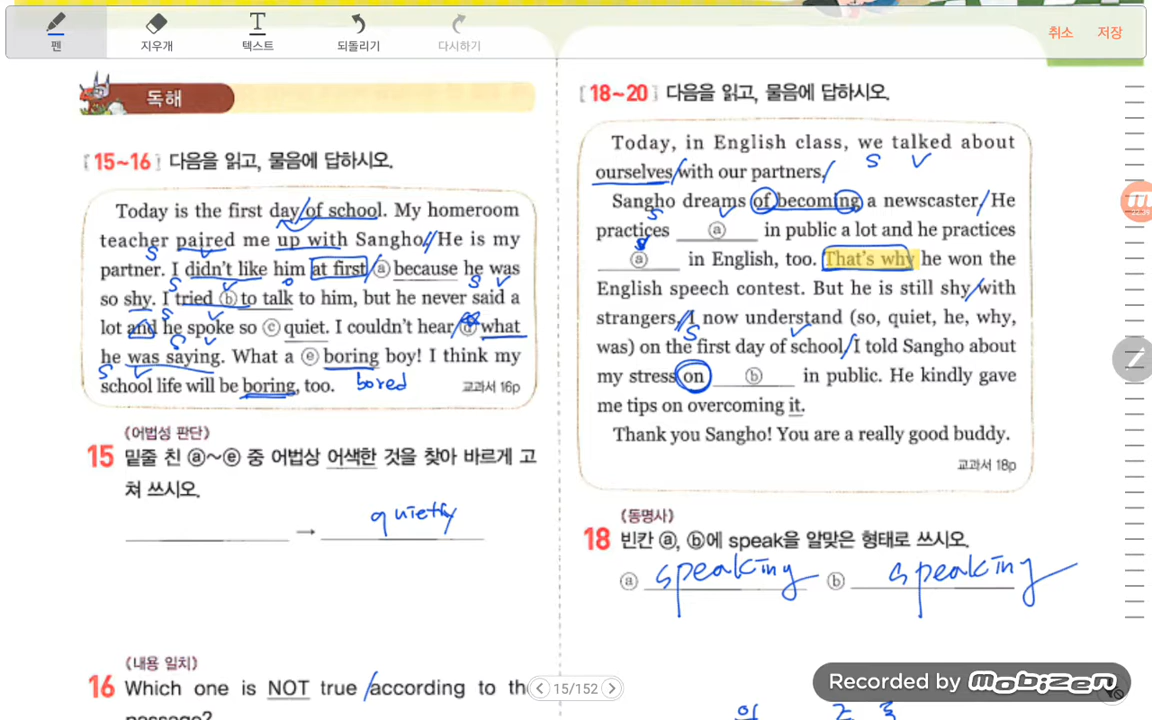 펜
지우개
텍스트
되돌리기
다시하기
취소
저장
독해
[15~16] 다음을 읽고, 물음에 답하시오.
Today is the first day of school. My homeroom
teacher paired me up with Sangho. He is my
partner. I didn't like him at first ⓐ because he was
so shy. I tried ⓑ to talk to him, but he never said a
lot and he spoke so ⓒ quiet. I couldn't hear ⓓ what
he was saying. What a ⓔ boring boy! I think my
school life will be boring, too. bored
교과서 16p
(어법성 판단)
15 밑줄 친 ⓐ~ⓔ 중 어법상 어색한 것을 찾아 바르게 고
쳐 쓰시오.
→ quietly
(내용 일치)
16 Which one is NOT true according to th
passage?
[18~20] 다음을 읽고, 물음에 답하시오.
Today, in English class, we talked about
ourselves with our partners.
Sangho dreams of becoming a newscaster. He
practices ⓐ in public a lot and he practices
ⓐ in English, too. That's why he won the
English speech contest. But he is still shy with
strangers. I now understand (so, quiet, he, why,
was) on the first day of school. I told Sangho about
my stress on ⓑ in public. He kindly gave
me tips on overcoming it.
Thank you Sangho! You are a really good buddy.
교과서 18p
(동명사)
18 빈칸 ⓐ, ⓑ에 speak을 알맞은 형태로 쓰시오.
ⓐ speaking ⓑ speaking
15/152
Recorded by mobizen